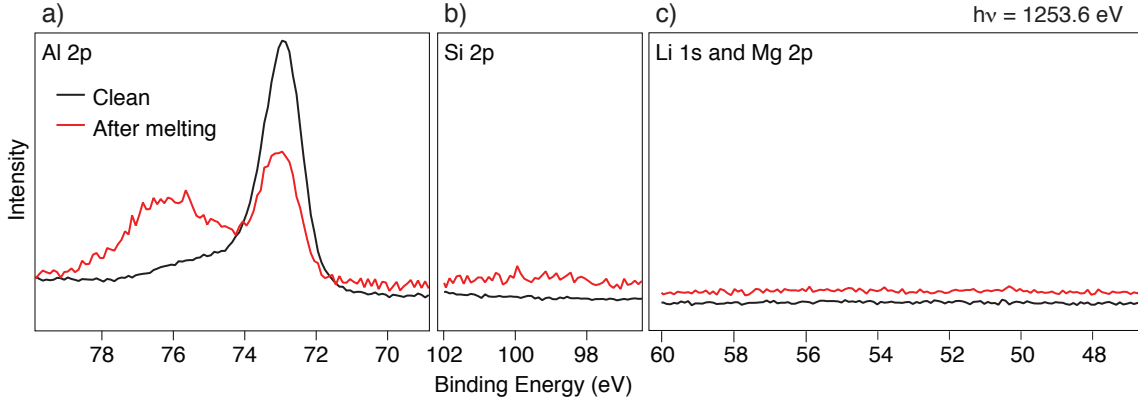 a)
b)
c)
hν = 1253.6 eV
Al 2p
Si 2p
Li 1s and Mg 2p
Clean
After melting
Intensity
78 76 74 72 70 102 100 98 60 58 56 54 52 50 48
Binding Energy (eV)